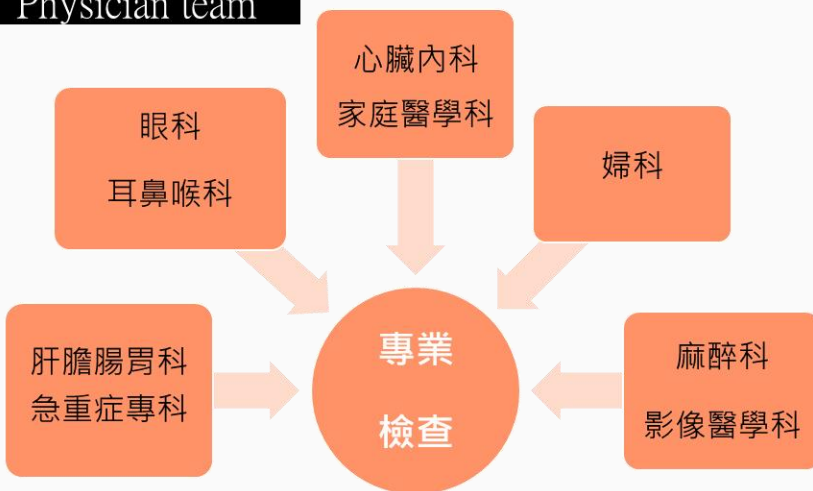 Physician team
心臟內科
家庭醫學科
眼科
耳鼻喉科
婦科
肝膽腸胃科
急重症專科
專業
檢查
麻醉科
影像醫學科